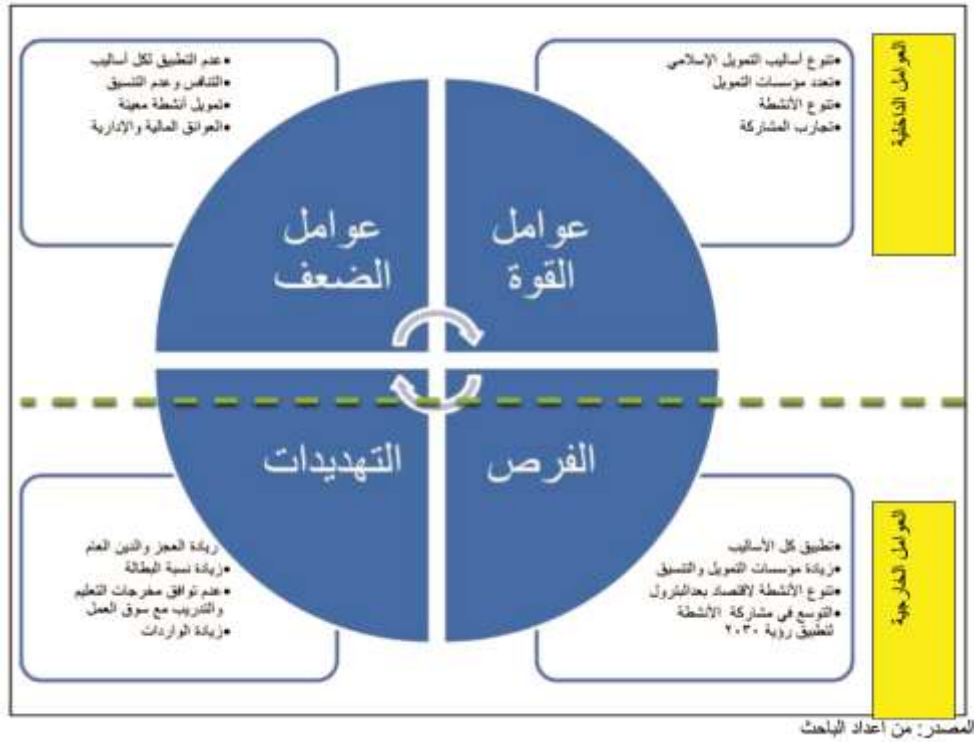 العوامل الداخلية
•تنوع أساليب التمويل الإسلامي
•تعدد مؤسسات التمويل
•تنوع الأنشطة
•تجارب المشاركة
•عدم التطبيق لكل أساليب
•التنافس وعدم التنسيق
•تمويل أنشطة معينة
•العوائق المالية والإدارية
عوامل
القوة
عوامل
الضعف
الفرص
التهديدات
العوامل الخارجية
•تطبيق كل الأساليب
•زيادة مؤسسات التمويل والتنسيق
•تنوع الأنشطة لاقتصاد بعدالبترول
•التوسع في مشاركة الأنشطة
لتطبيق رؤية ٢٠٣٠
زيادة العجز والدين العام
•زيادة نسبة البطالة
•عدم توافق مخرجات التعليم
والتدريب مع سوق العمل
•زيادة الواردات
المصدر: من اعداد الباحث